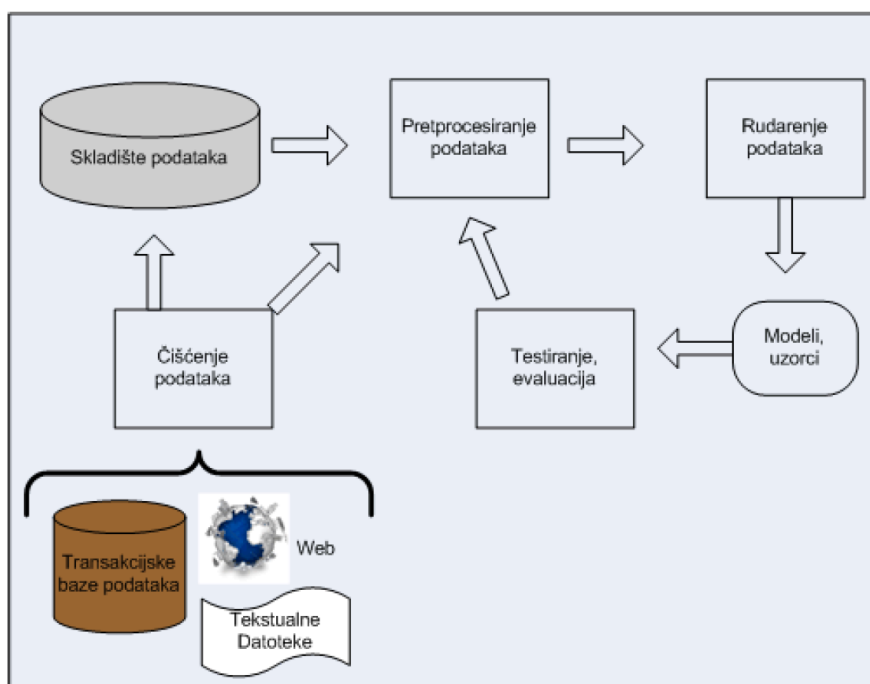 Skladište podataka
Pretprocesiranje
podataka
Rudarenje
podataka
Čišćenje
podataka
Testiranje,
evaluacija
Modeli,
uzorci
Transakcijske
baze podataka
Web
Tekstualne
Datoteke